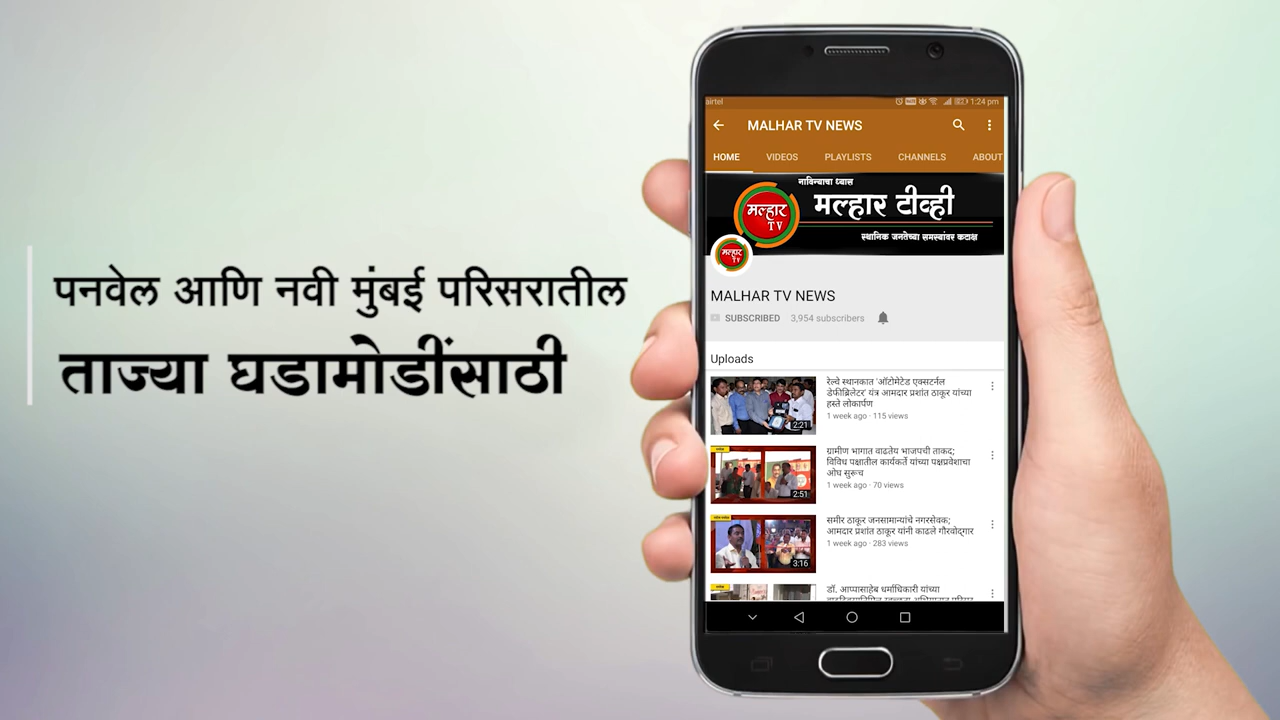 पनवेल आणि नवी मुंबई परिसरातील
ताज्या घडामोडींसाठी
airtel
1:24 pm
MALHAR TV NEWS
HOME VIDEOS PLAYLISTS CHANNELS ABOUT
नाविन्याचा ध्यास
मल्हार टीव्ही
मल्हार
TV
स्थानिक जनतेच्या समस्यांवर कटाक्ष
मल्हार
TV
MALHAR TV NEWS
SUBSCRIBED 3,954 subscribers
Uploads
रेल्वे स्थानकात 'ऑटोमेटेड एक्सटर्नल
डेफीब्रिलेटर' यंत्र आमदार प्रशांत ठाकूर यांच्या
हस्ते लोकार्पण
1 week ago · 115 views
2:21
ग्रामीण भागात वाढतेय भाजपची ताकद;
विविध पक्षातील कार्यकर्ते यांच्या पक्षप्रवेशाचा
ओघ सुरूच
1 week ago · 70 views
2:51
समीर ठाकूर जनसामान्यांचे नगरसेवक;
आमदार प्रशांत ठाकूर यांनी काढले गौरवोद्गार
1 week ago · 283 views
3:16
डॉ. आप्पासाहेब धर्माधिकारी यांच्या